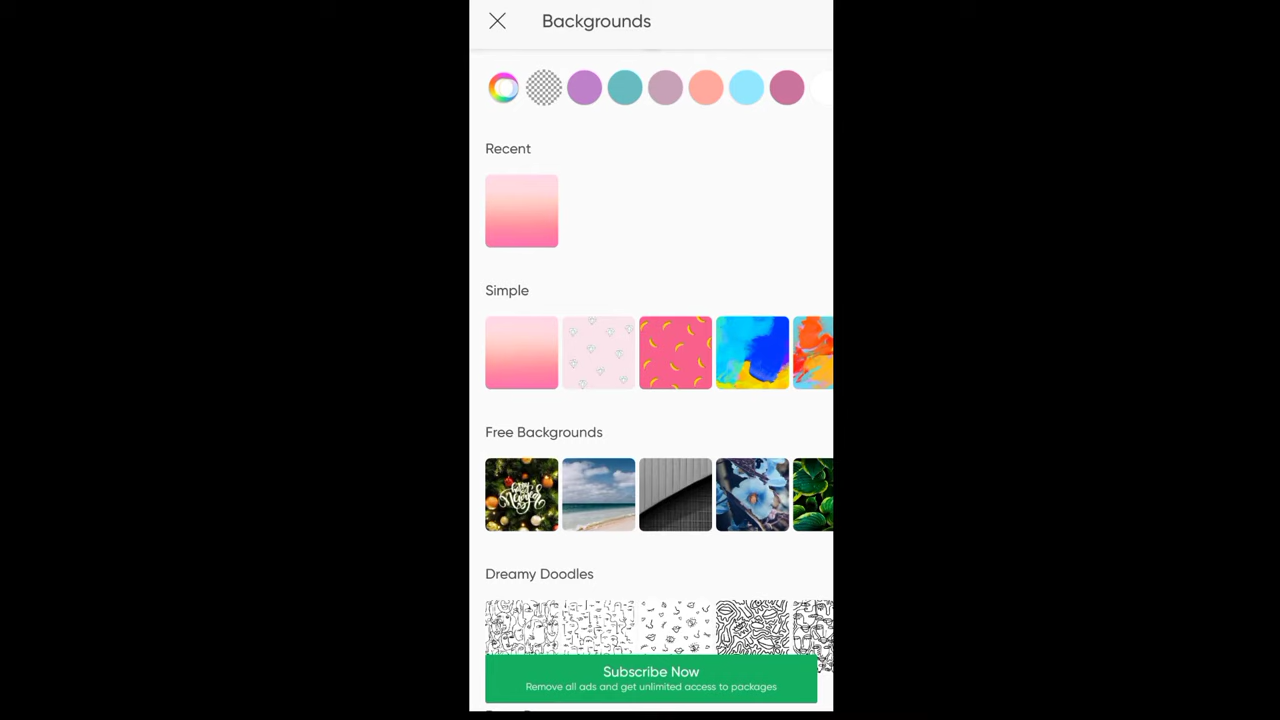 Backgrounds
Recent
Simple
Free Backgrounds
Dreamy Doodles
Subscribe Now
Remove all ads and get unlimited access to packages